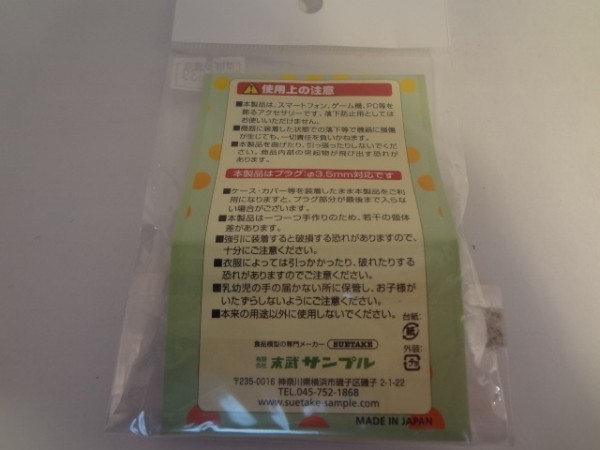 使用上の注意
■本製品は、スマートフォン、ゲーム機、PC等を
飾るアクセサリーです。落下防止用としては
お使いいただけません。
■機器に装着した状態での落下等で機器に損傷
が生じても、一切責任を負いかねます。
■本製品を曲げたり、引っ張ったりしないでくだ
さい。商品内部の突起物が飛び出す恐れが
あります。
本製品はプラグ:φ3.5mm対応です
■ケース・カバー等を装着したまま本製品をご利
用になりますと、プラグ部分が最後まで入らな
い場合がございます。
■本製品は一つ一つ手作りのため、若干の個体
差があります。
■強引に装着すると破損する恐れがありますので、
十分にご注意ください。
■衣服によっては引っかかったり、破れたりする
恐れがありますのでご注意ください。
■乳幼児の手の届かない所に保管し、お子様が
いたずらしないようにご注意ください。
■本来の用途以外に使用しないでください。
台紙:
紙
外装:
プラ
食品模型の専門メーカー SUETAKE
有限会社 末武サンプル
〒235-0016 神奈川県横浜市磯子区磯子 2-1-22
TEL.045-752-1868
www.suetake-sample.com
MADE IN JAPAN